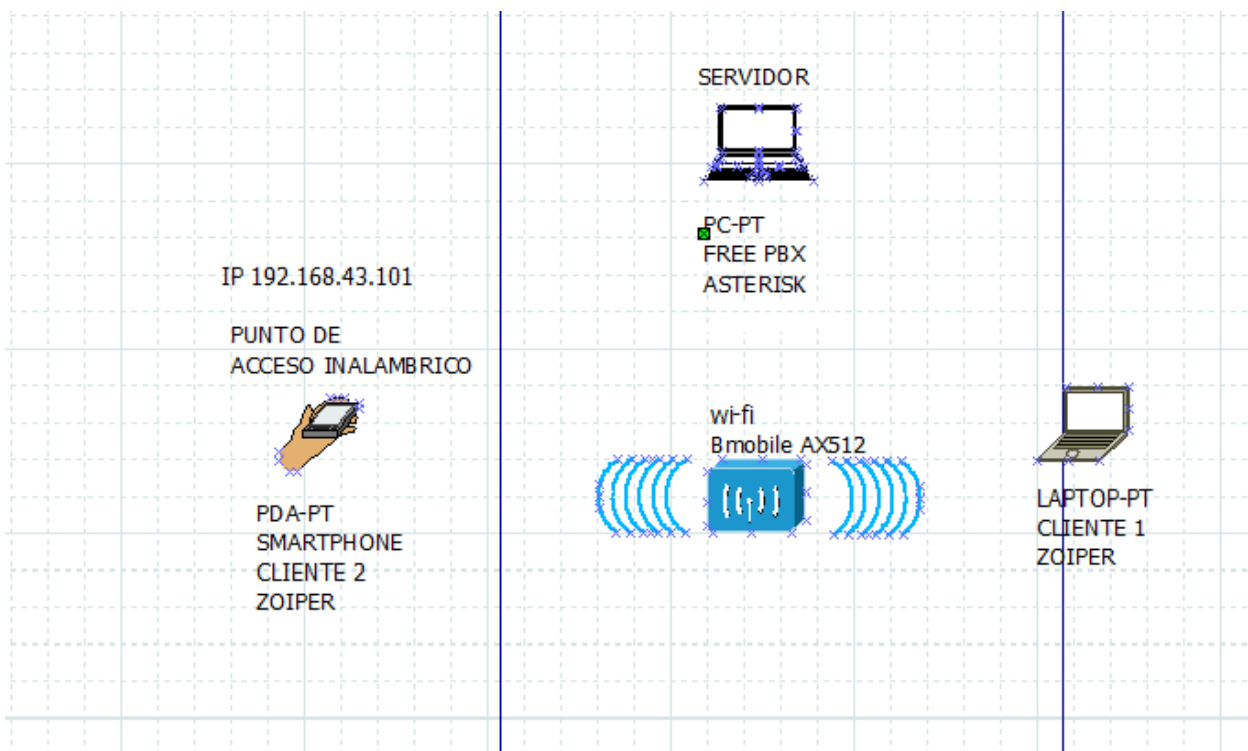 SERVIDOR
PC-PT
FREE PBX
ASTERISK
IP 192.168.43.101
PUNTO DE
ACCESO INALAMBRICO
PDA-PT
SMARTPHONE
CLIENTE 2
ZOIPER
wi-fi
Bmobile AX512
LAPTOP-PT
CLIENTE 1
ZOIPER